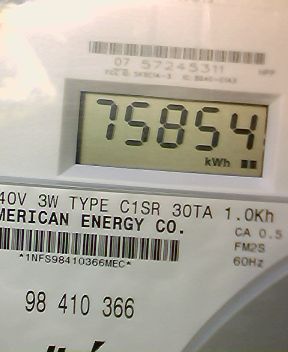 07 57245311
75854
kWh
40V 3W TYPE C1SR 30TA 1.0Kh
MERICAN ENERGY CO.
CA 0.5
FM2S
60Hz
*1NFS98410366MEC*
98 410 366